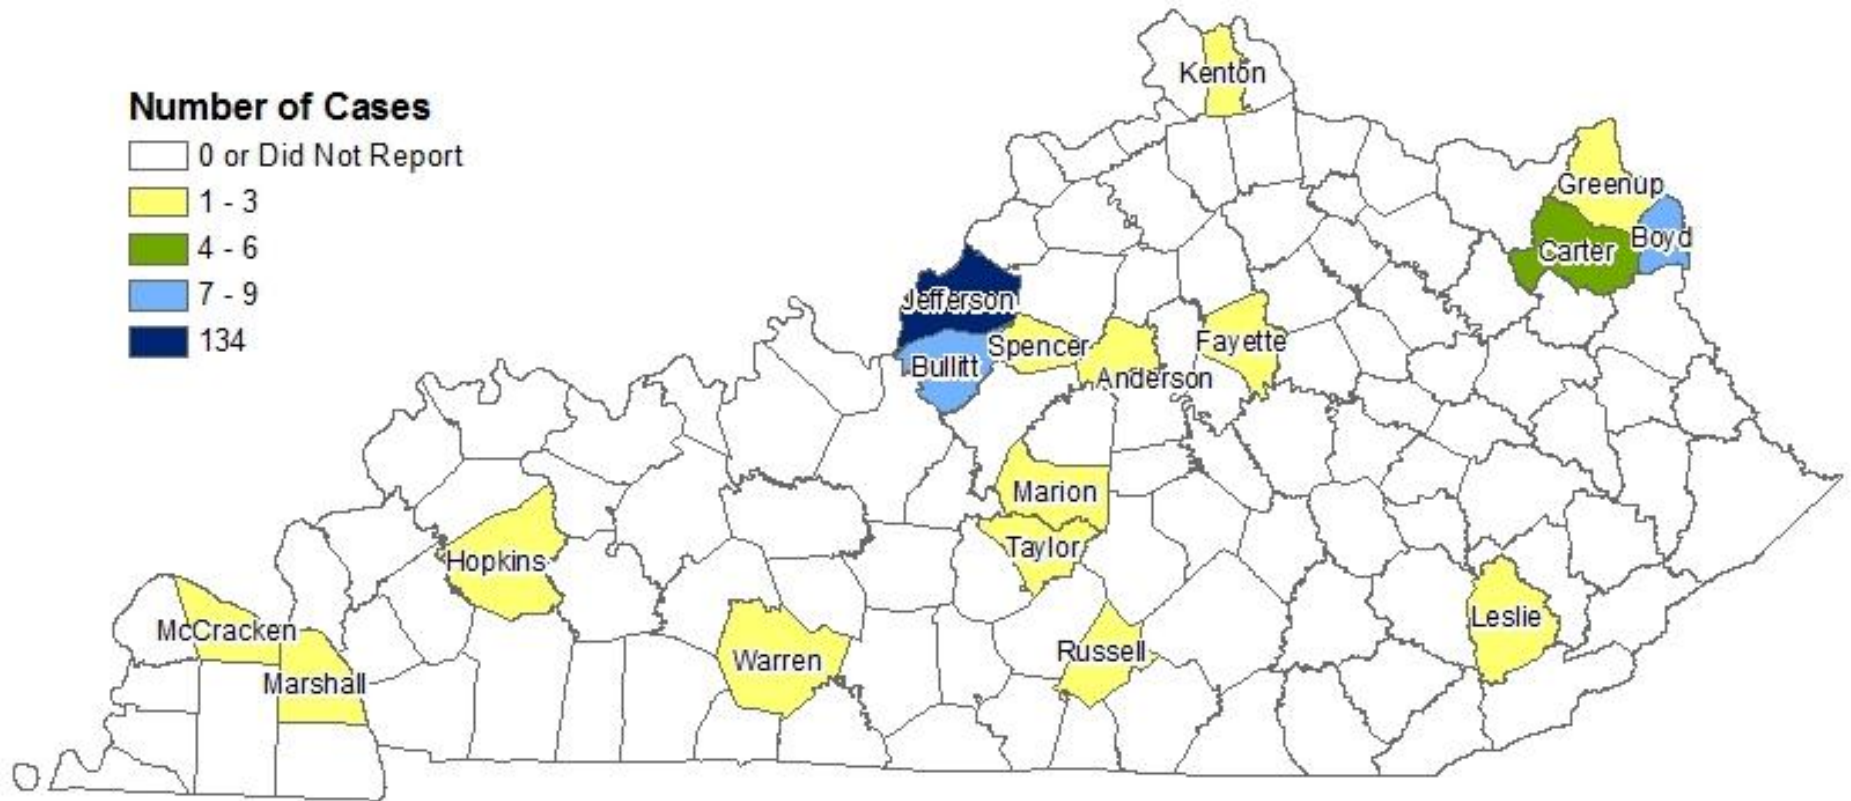 Number of Cases
0 or Did Not Report
1 - 3
4 - 6
7 - 9
134
Kenton
Greenup
Carter
Boyd
Jefferson
Spencer
Bullitt
Anderson
Fayette
Marion
Taylor
Hopkins
McCracken
Marshall
Warren
Russell
Leslie